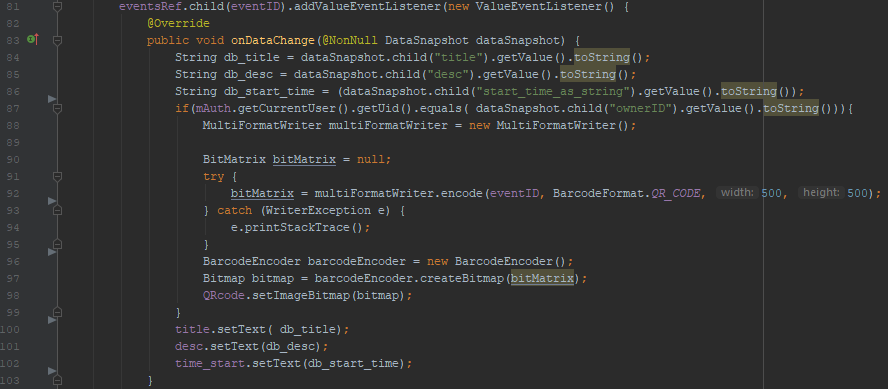 81 eventsRef.child(eventID).addValueEventListener(new ValueEventListener() {
82 @Override
83 public void onDataChange(@NonNull DataSnapshot dataSnapshot) {
84 String db_title = dataSnapshot.child("title").getValue().toString();
85 String db_desc = dataSnapshot.child("desc").getValue().toString();
86 String db_start_time = (dataSnapshot.child("start_time_as_string").getValue().toString());
87 if(mAuth.getCurrentUser().getUid().equals( dataSnapshot.child("ownerID").getValue().toString())){
88 MultiFormatWriter multiFormatWriter = new MultiFormatWriter();
89
90 BitMatrix bitMatrix = null;
91 try {
92 bitMatrix = multiFormatWriter.encode(eventID, BarcodeFormat.QR_CODE, width: 500, height: 500);
93 } catch (WriterException e) {
94 e.printStackTrace();
95 }
96 BarcodeEncoder barcodeEncoder = new BarcodeEncoder();
97 Bitmap bitmap = barcodeEncoder.createBitmap(bitMatrix);
98 QRcode.setImageBitmap(bitmap);
99 }
100 title.setText( db_title);
101 desc.setText(db_desc);
102 time_start.setText(db_start_time);
103 }